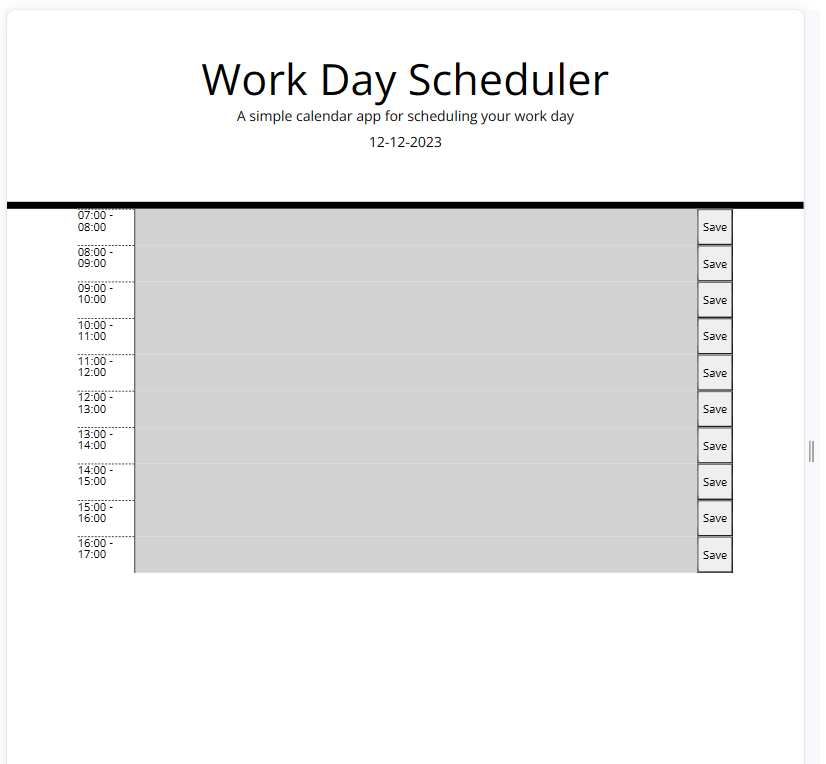 Work Day Scheduler
A simple calendar app for scheduling your work day
12-12-2023
07:00 -
08:00
Save
08:00 -
09:00
Save
09:00 -
10:00
Save
10:00 -
11:00
Save
11:00 -
12:00
Save
12:00 -
13:00
Save
13:00 -
14:00
Save
14:00 -
15:00
Save
15:00 -
16:00
Save
16:00 -
17:00
Save